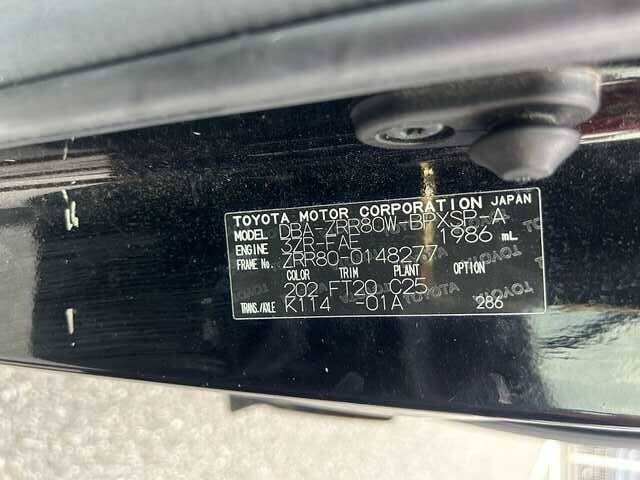 TOYOTA MOTOR CORPORATION JAPAN
MODEL DBA-ZRR80W-BPXSP-A
ENGINE 3ZR-FAE 1986 mL
FRAME No. ZRR80-0148277
COLOR TRIM PLANT OPTION
202 FT20 C25
TRANS./AXLE K114 -01A 286